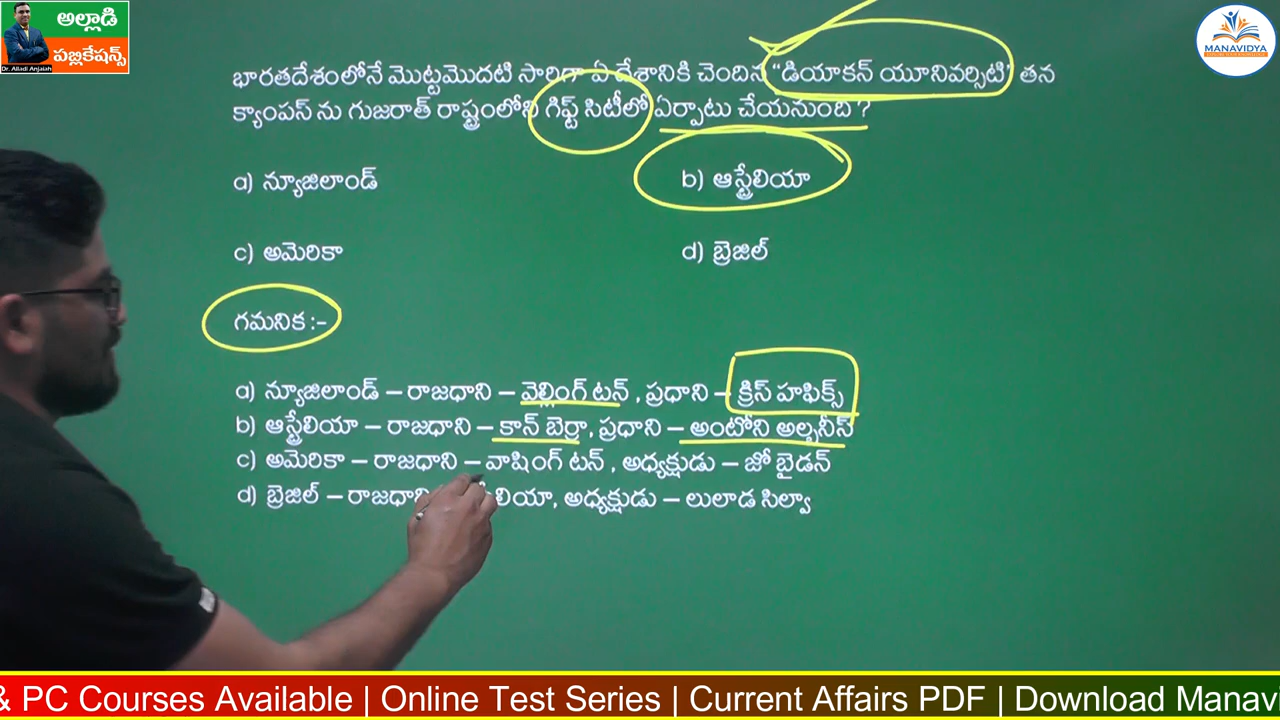 అల్లాడి
పబ్లికేషన్స్
Dr. Alladi Anjaiah
MANAVIDYA
భారతదేశంలోనే మొట్టమొదటి సారిగా ఏ దేశానికి చెందిన "డియాకన్ యూనివర్సిటి" తన
క్యాంపస్ ను గుజరాత్ రాష్ట్రంలోని గిఫ్ట్ సిటీలో ఏర్పాటు చేయనుంది ?
a) న్యూజిలాండ్
b) ఆస్ట్రేలియా
c) అమెరికా
d) బ్రెజిల్
గమనిక :-
a) న్యూజిలాండ్ – రాజధాని – వెల్లింగ్ టన్ , ప్రధాని – క్రిస్ హఫిక్స్
b) ఆస్ట్రేలియా – రాజధాని – కాన్ బెర్రా, ప్రధాని – అంటోని అల్బనీస్
c) అమెరికా – రాజధాని – వాషింగ్ టన్ , అధ్యక్షుడు – జో బైడన్
d) బ్రెజిల్ – రాజధాని లియా, అధ్యక్షుడు – లులాడ సిల్వా
& PC Courses Available | Online Test Series | Current Affairs PDF | Download Manavi